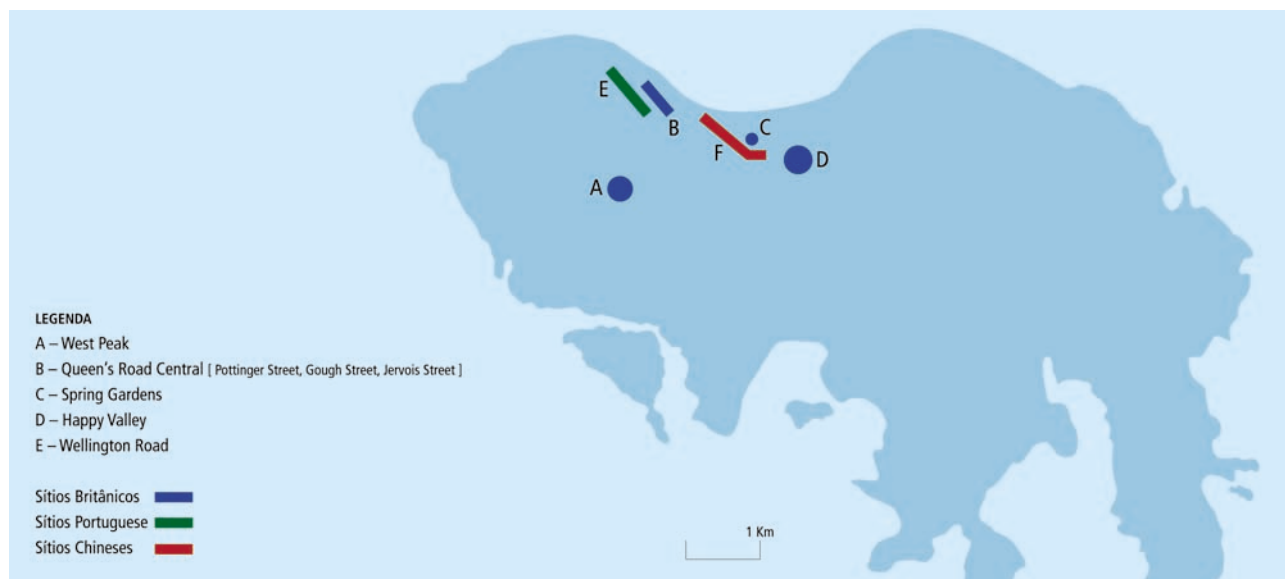 E
B
C
F
D
A
LEGENDA
A – West Peak
B – Queen's Road Central [ Pottinger Street, Gough Street, Jervois Street ]
C – Spring Gardens
D – Happy Valley
E – Wellington Road
Sítios Britânicos
Sítios Portuguese
Sítios Chineses
1 Km